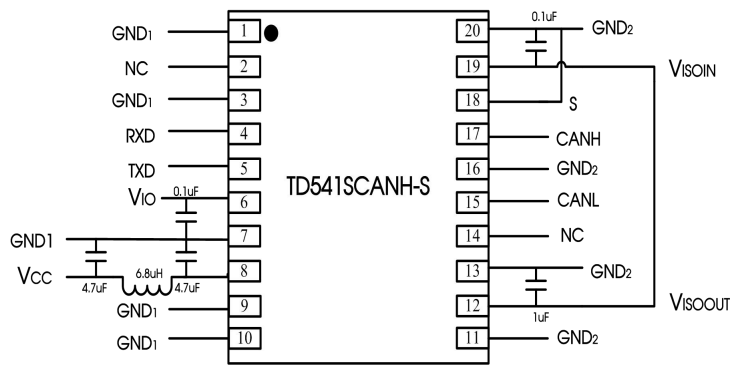 GND1 1 20 0.1uF GND2
NC 2 19 VISOIN
GND1 3 18 S
RXD 4 17 CANH
TXD 5 16 GND2
TD541SCANH-S
VIO 0.1uF 6 15 CANL
GND1 7 14 NC
VCC 4.7uF 6.8uH 4.7uF 8 13 GND2
GND1 9 12 1uF VISOOUT
GND1 10 11 GND2